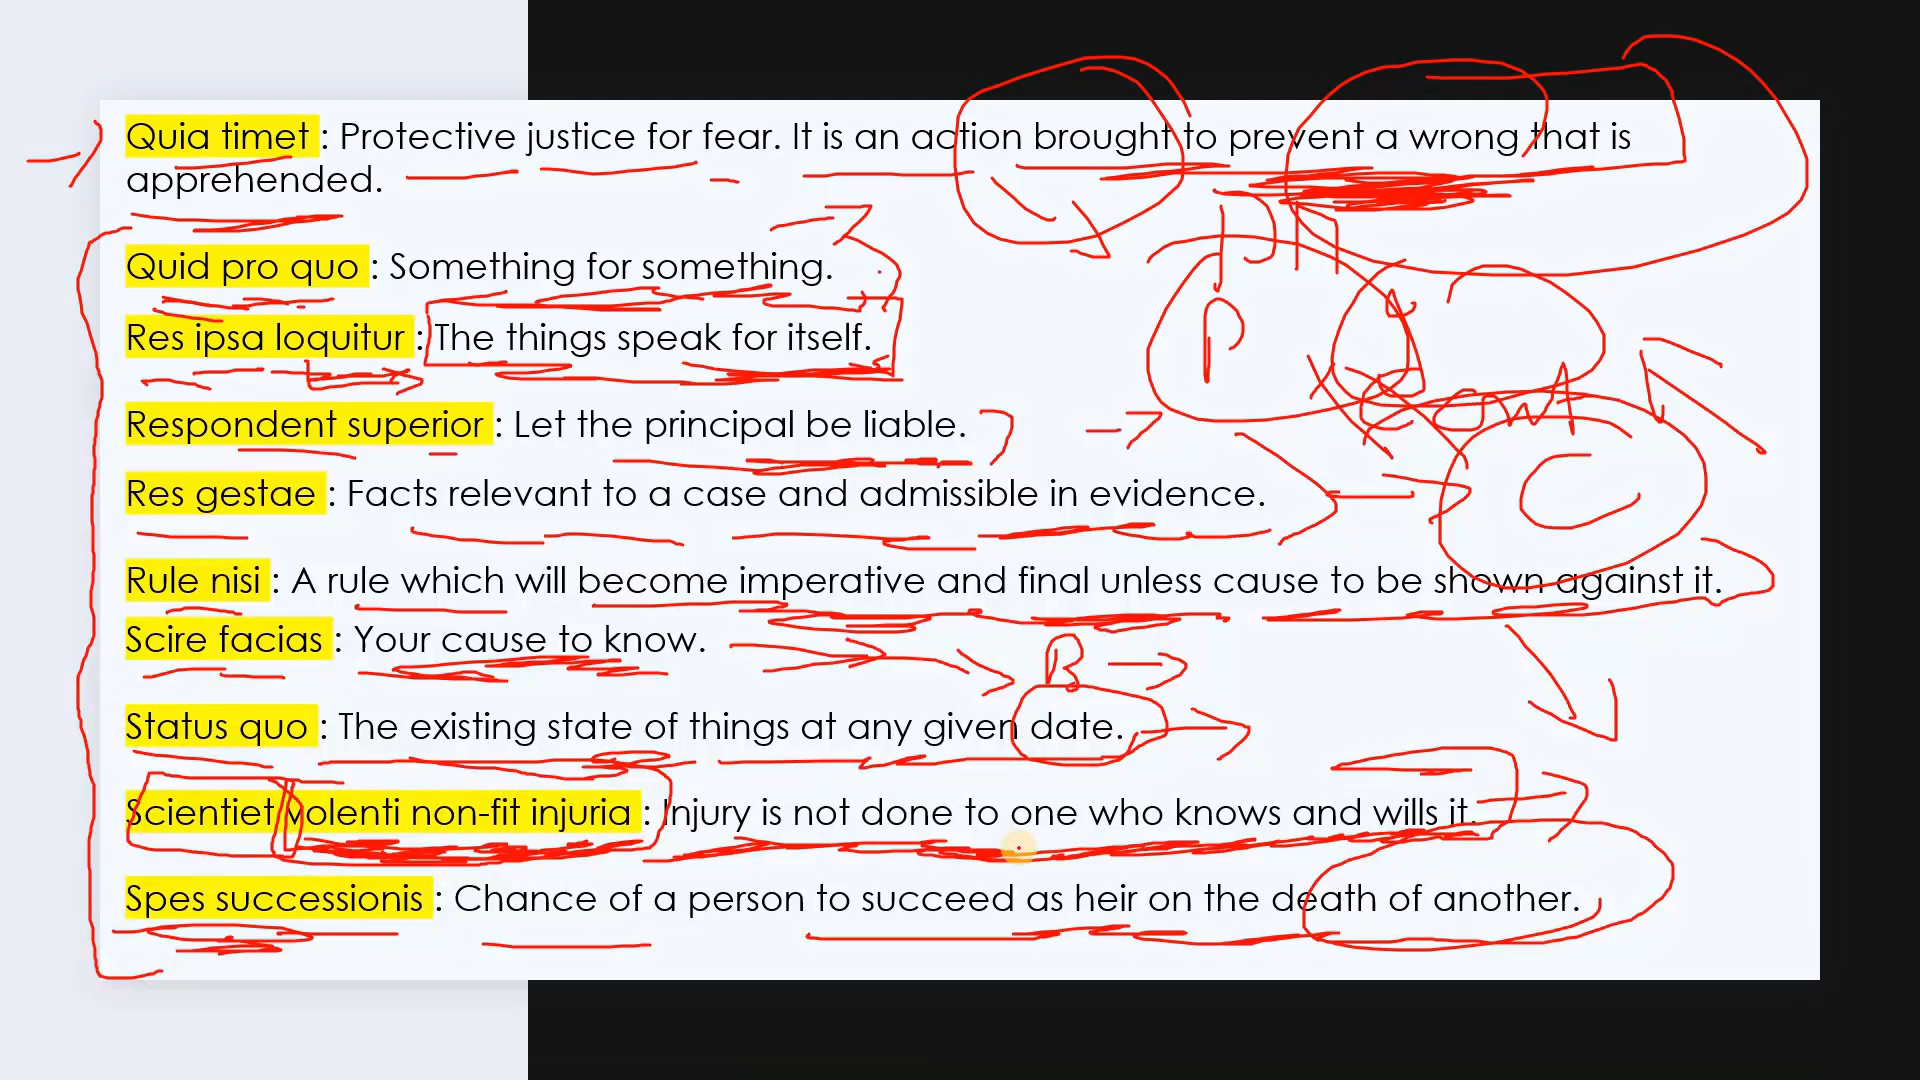 Quia timet : Protective justice for fear. It is an action brought to prevent a wrong that is
apprehended.
Quid pro quo : Something for something.
Res ipsa loquitur : The things speak for itself.
Respondent superior : Let the principal be liable.
Res gestae : Facts relevant to a case and admissible in evidence.
Rule nisi : A rule which will become imperative and final unless cause to be shown against it.
Scire facias : Your cause to know.
Status quo : The existing state of things at any given date.
Scientiet volenti non-fit injuria : Injury is not done to one who knows and wills it.
Spes successionis : Chance of a person to succeed as heir on the death of another.
P
C
B